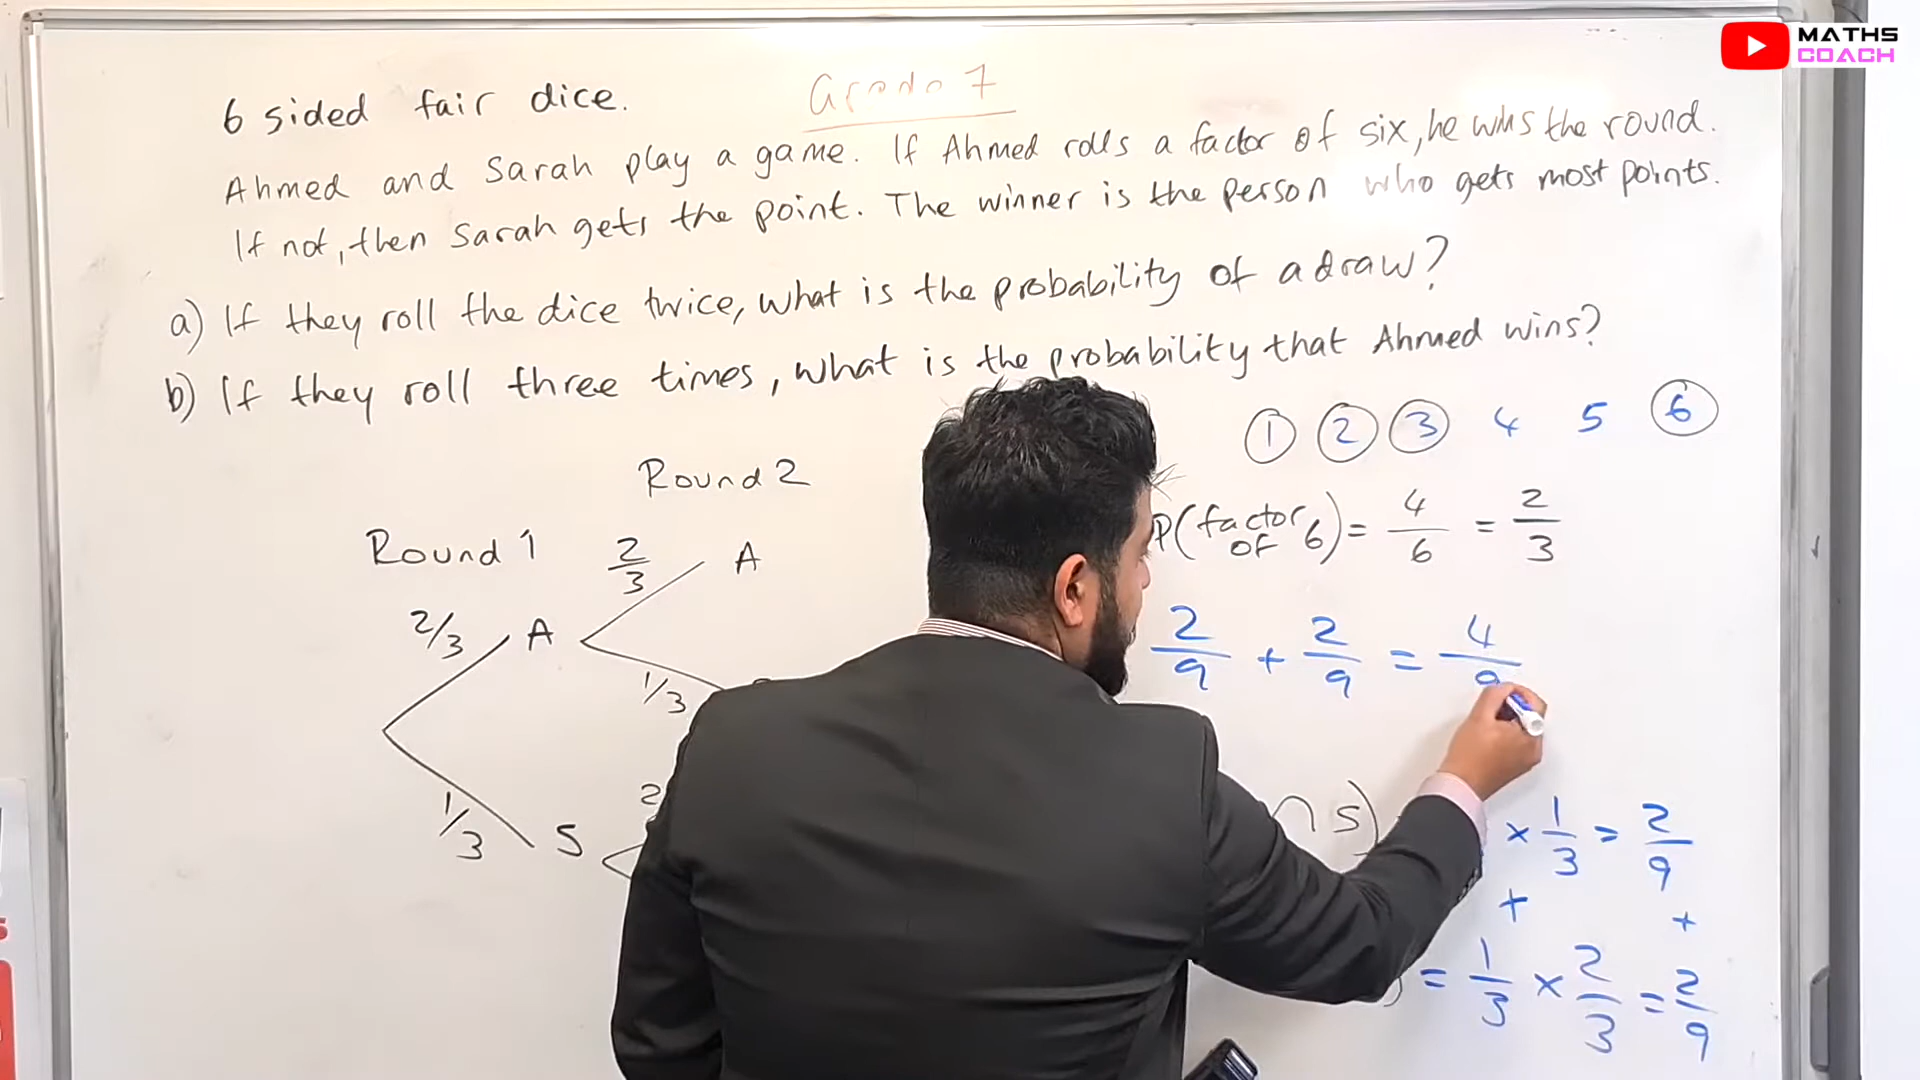 MATHS
COACH
Grade 7
6 sided fair dice.
Ahmed and Sarah play a game. If Ahmed rolls a factor of six, he wins the round.
If not, then Sarah gets the point. The winner is the person who gets most points.
a) If they roll the dice twice, what is the probability of a draw?
b) If they roll three times, what is the probability that Ahmed wins?
1 2 3 4 5 6
Round 2
Round 1
P(factor of 6) = 4/6 = 2/3
2/3 A
2/3 A
1/3
1/3 S
2
2/9 + 2/9 = 4/9
∩ S)
× 1/3 = 2/9
+ +
) = 1/3 × 2/3 = 2/9